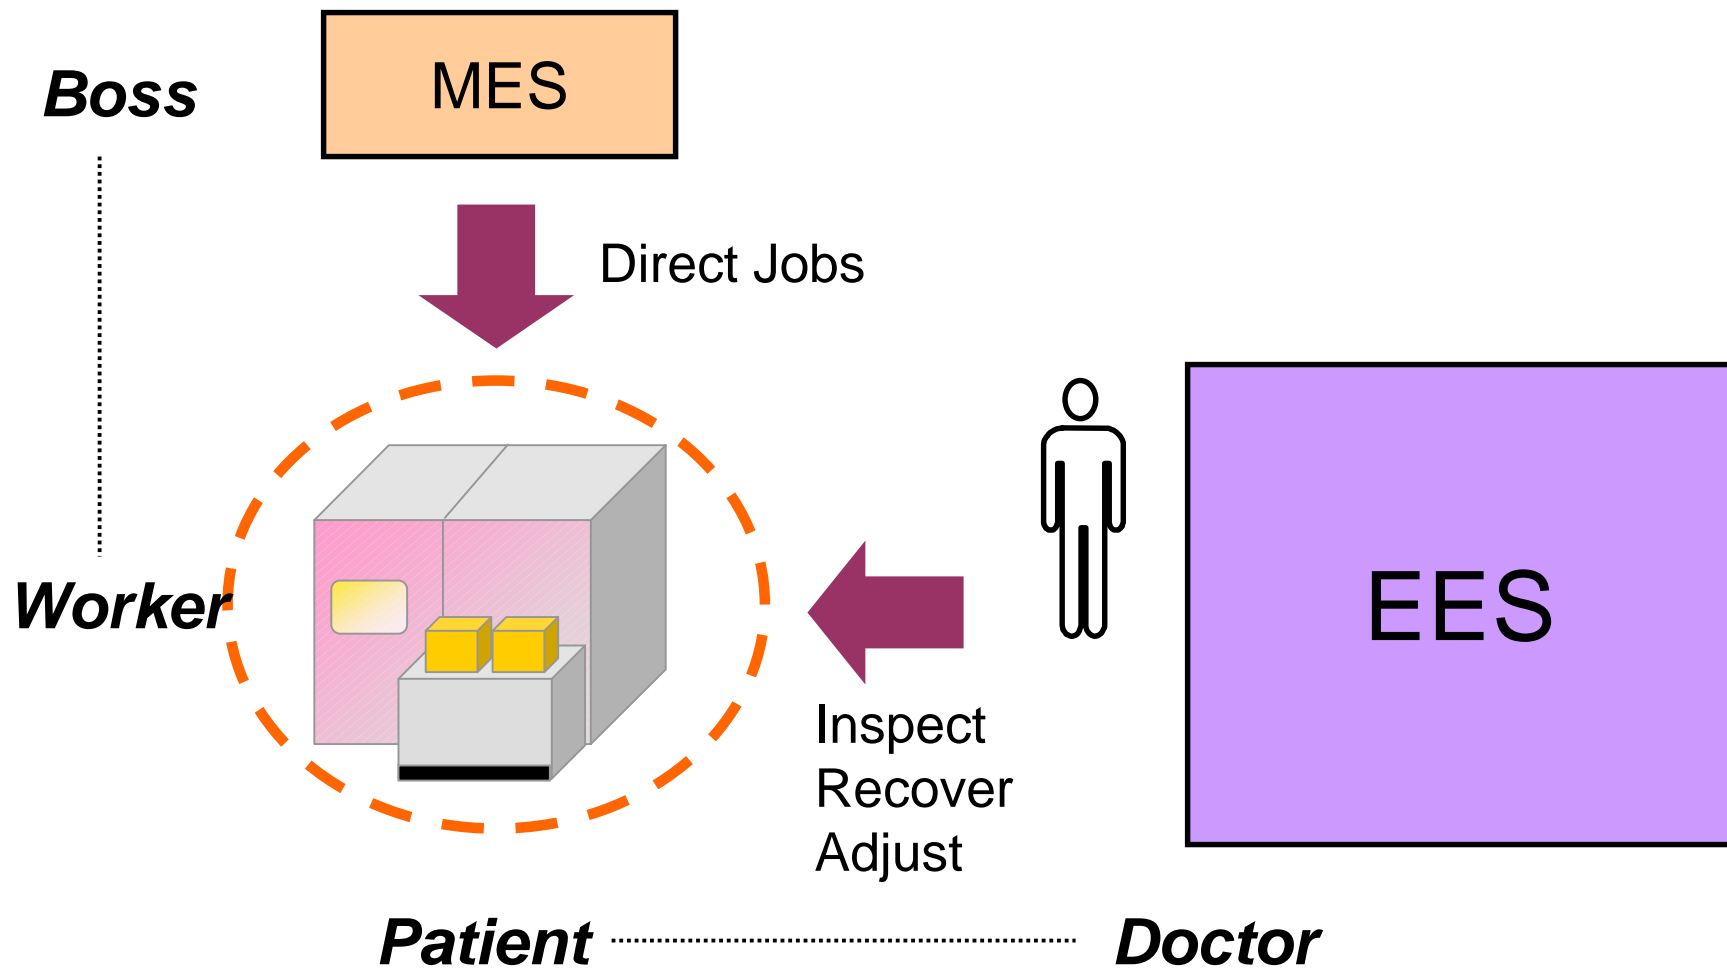 MES
Boss
Direct Jobs
EES
Worker
Inspect
Recover
Adjust
Patient
Doctor